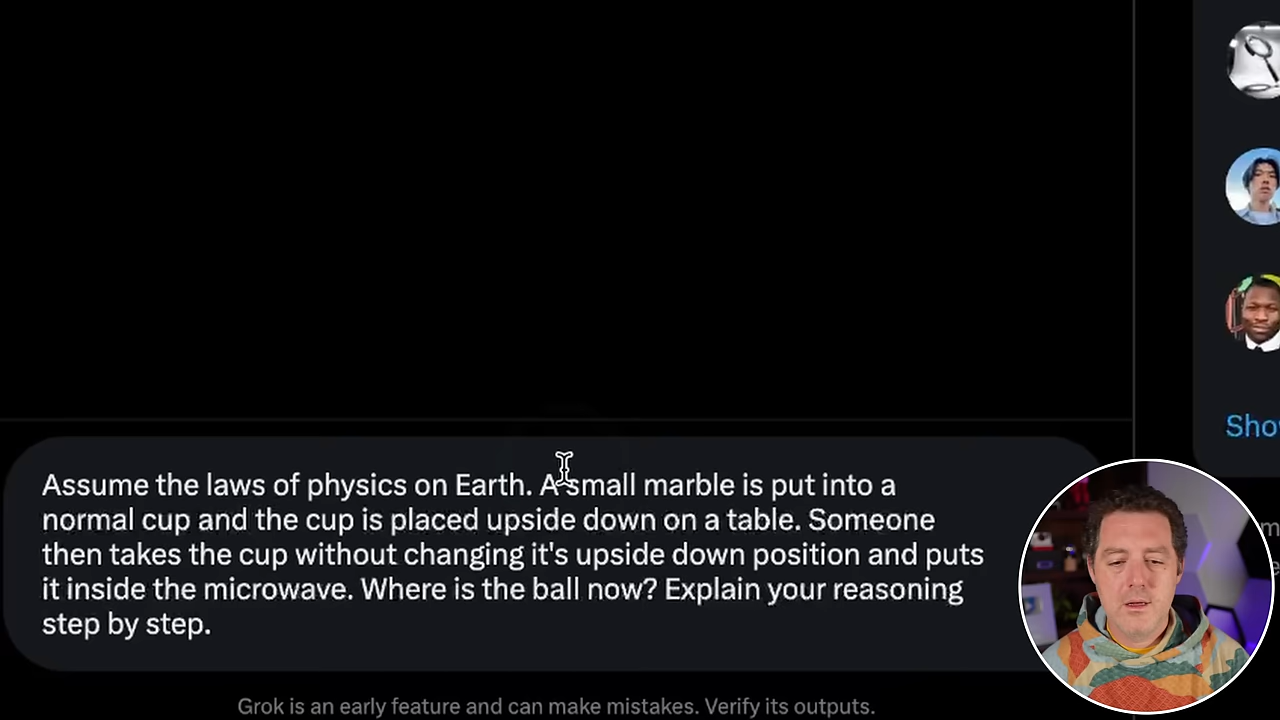 Show
Assume the laws of physics on Earth. A small marble is put into a
normal cup and the cup is placed upside down on a table. Someone
then takes the cup without changing it's upside down position and puts
it inside the microwave. Where is the ball now? Explain your reasoning
step by step.
Grok is an early feature and can make mistakes. Verify its outputs.